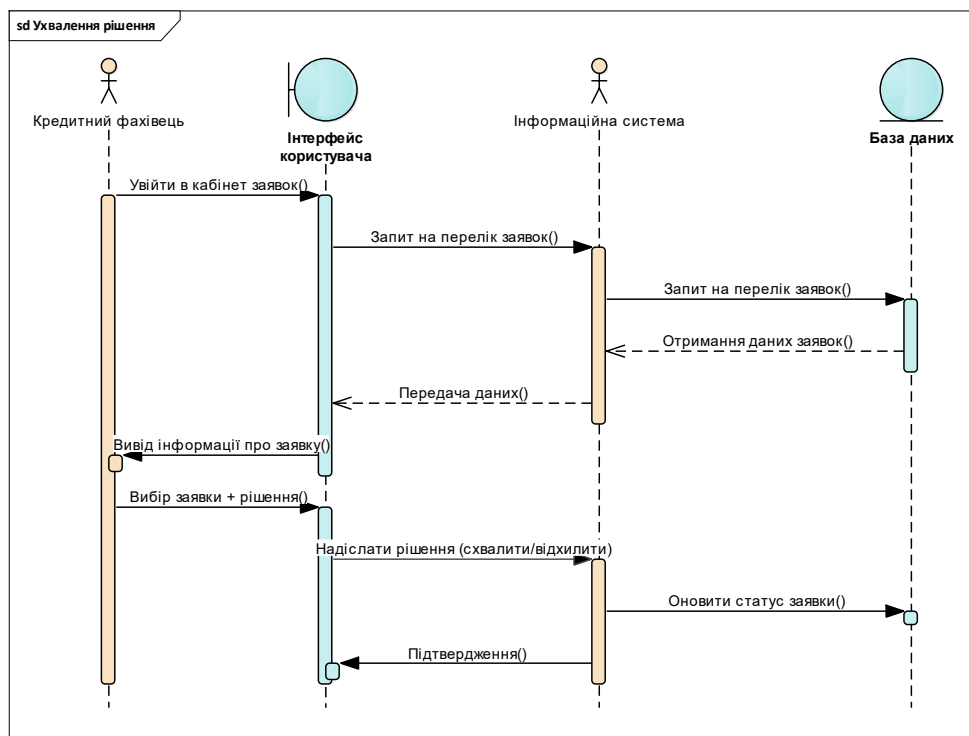 sd Ухвалення рішення
Кредитний фахівець
Інтерфейс
користувача
Інформаційна система
База даних
Увійти в кабінет заявок()
Запит на перелік заявок()
Запит на перелік заявок()
Отримання даних заявок()
Передача даних()
Вивід інформації про заявку()
Вибір заявки + рішення()
Надіслати рішення (схвалити/відхилити)
Оновити статус заявки()
Підтвердження()